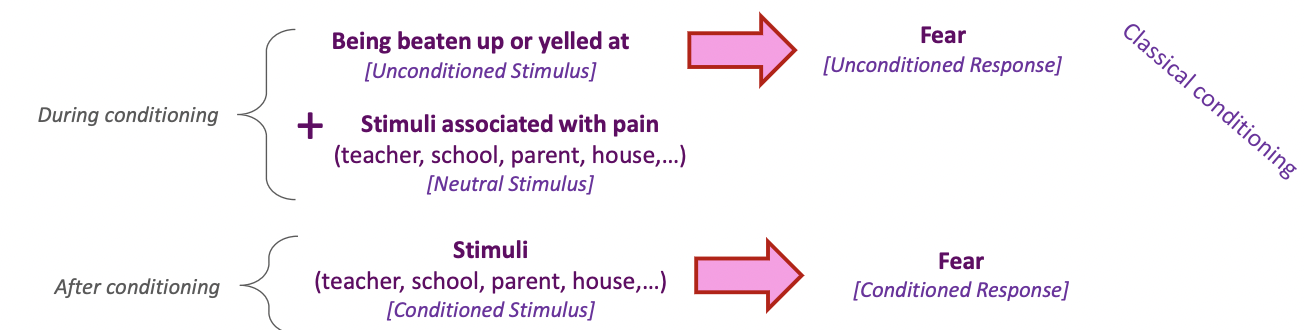 Being beaten up or yelled at
[Unconditioned Stimulus]
Fear
[Unconditioned Response]
Classical conditioning
During conditioning
+
Stimuli associated with pain
(teacher, school, parent, house,…)
[Neutral Stimulus]
After conditioning
Stimuli
(teacher, school, parent, house,…)
[Conditioned Stimulus]
Fear
[Conditioned Response]